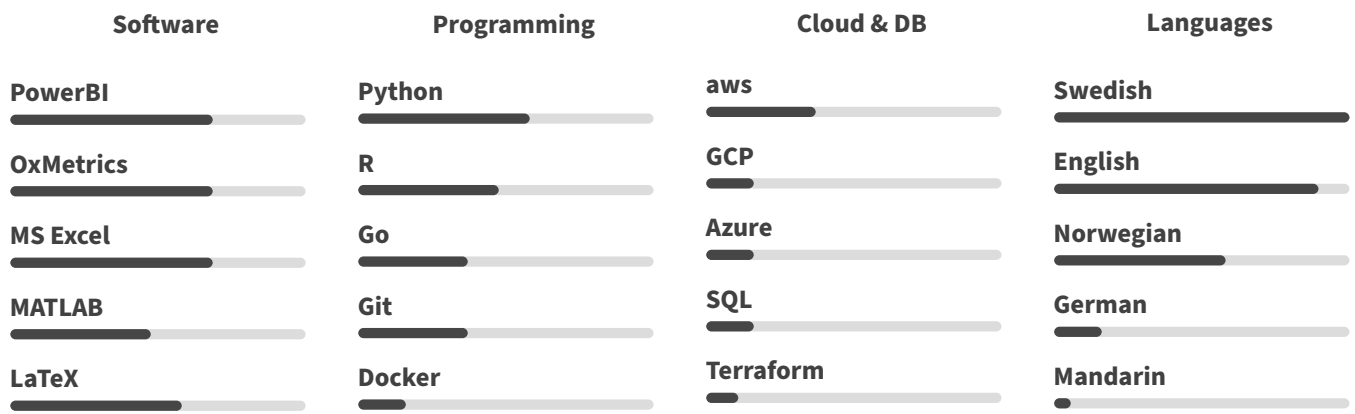 Software
PowerBI
OxMetrics
MS Excel
MATLAB
LaTeX
Programming
Python
R
Go
Git
Docker
Cloud & DB
aws
GCP
Azure
SQL
Terraform
Languages
Swedish
English
Norwegian
German
Mandarin